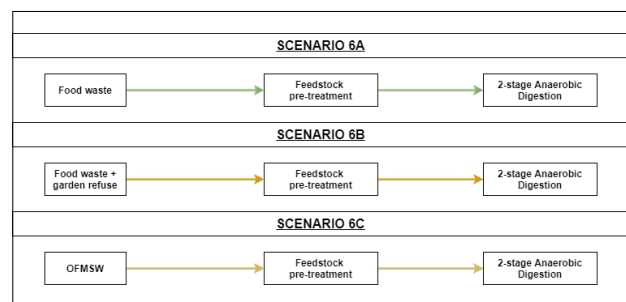 SCENARIO 6A
Food waste
Feedstock
pre-treatment
2-stage Anaerobic
Digestion
SCENARIO 6B
Food waste +
garden refuse
Feedstock
pre-treatment
2-stage Anaerobic
Digestion
SCENARIO 6C
OFMSW
Feedstock
pre-treatment
2-stage Anaerobic
Digestion